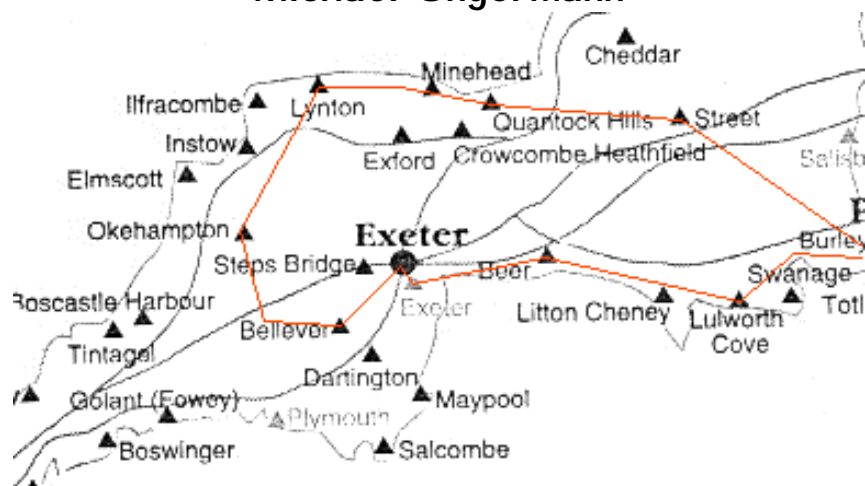 Cheddar
Minehead
Ilfracombe
Lynton
Quantock Hills
Street
Instow
Exford
Crowcombe Heathfield
Elmscott
Okehampton
Exeter
Burley
Steps Bridge
Beer
Swanage
Exeter
Boscastle Harbour
Litton Cheney
Lulworth
Cove
Bellever
Tintagel
Dartington
Golant (Fowey)
Maypool
Plymouth
Boswinger
Salcombe